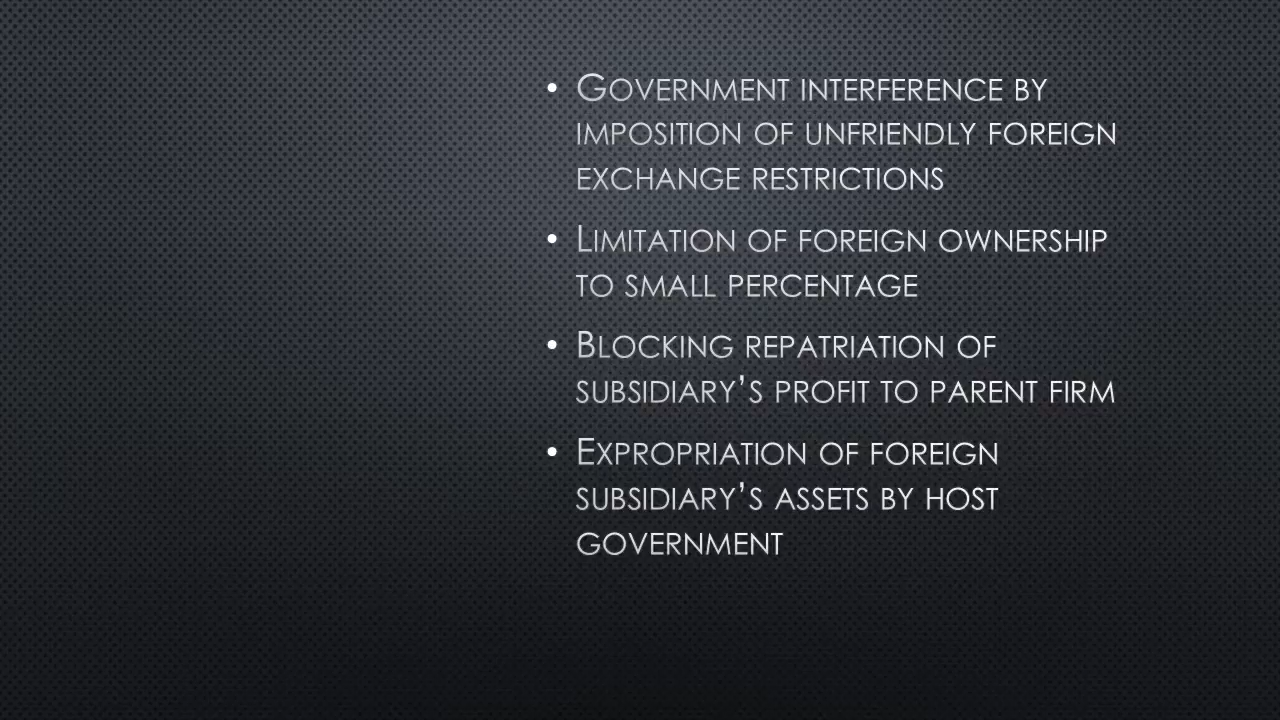 • Government interference by
imposition of unfriendly foreign
exchange restrictions
• Limitation of foreign ownership
to small percentage
• Blocking repatriation of
subsidiary’s profit to parent firm
• Expropriation of foreign
subsidiary’s assets by host
government